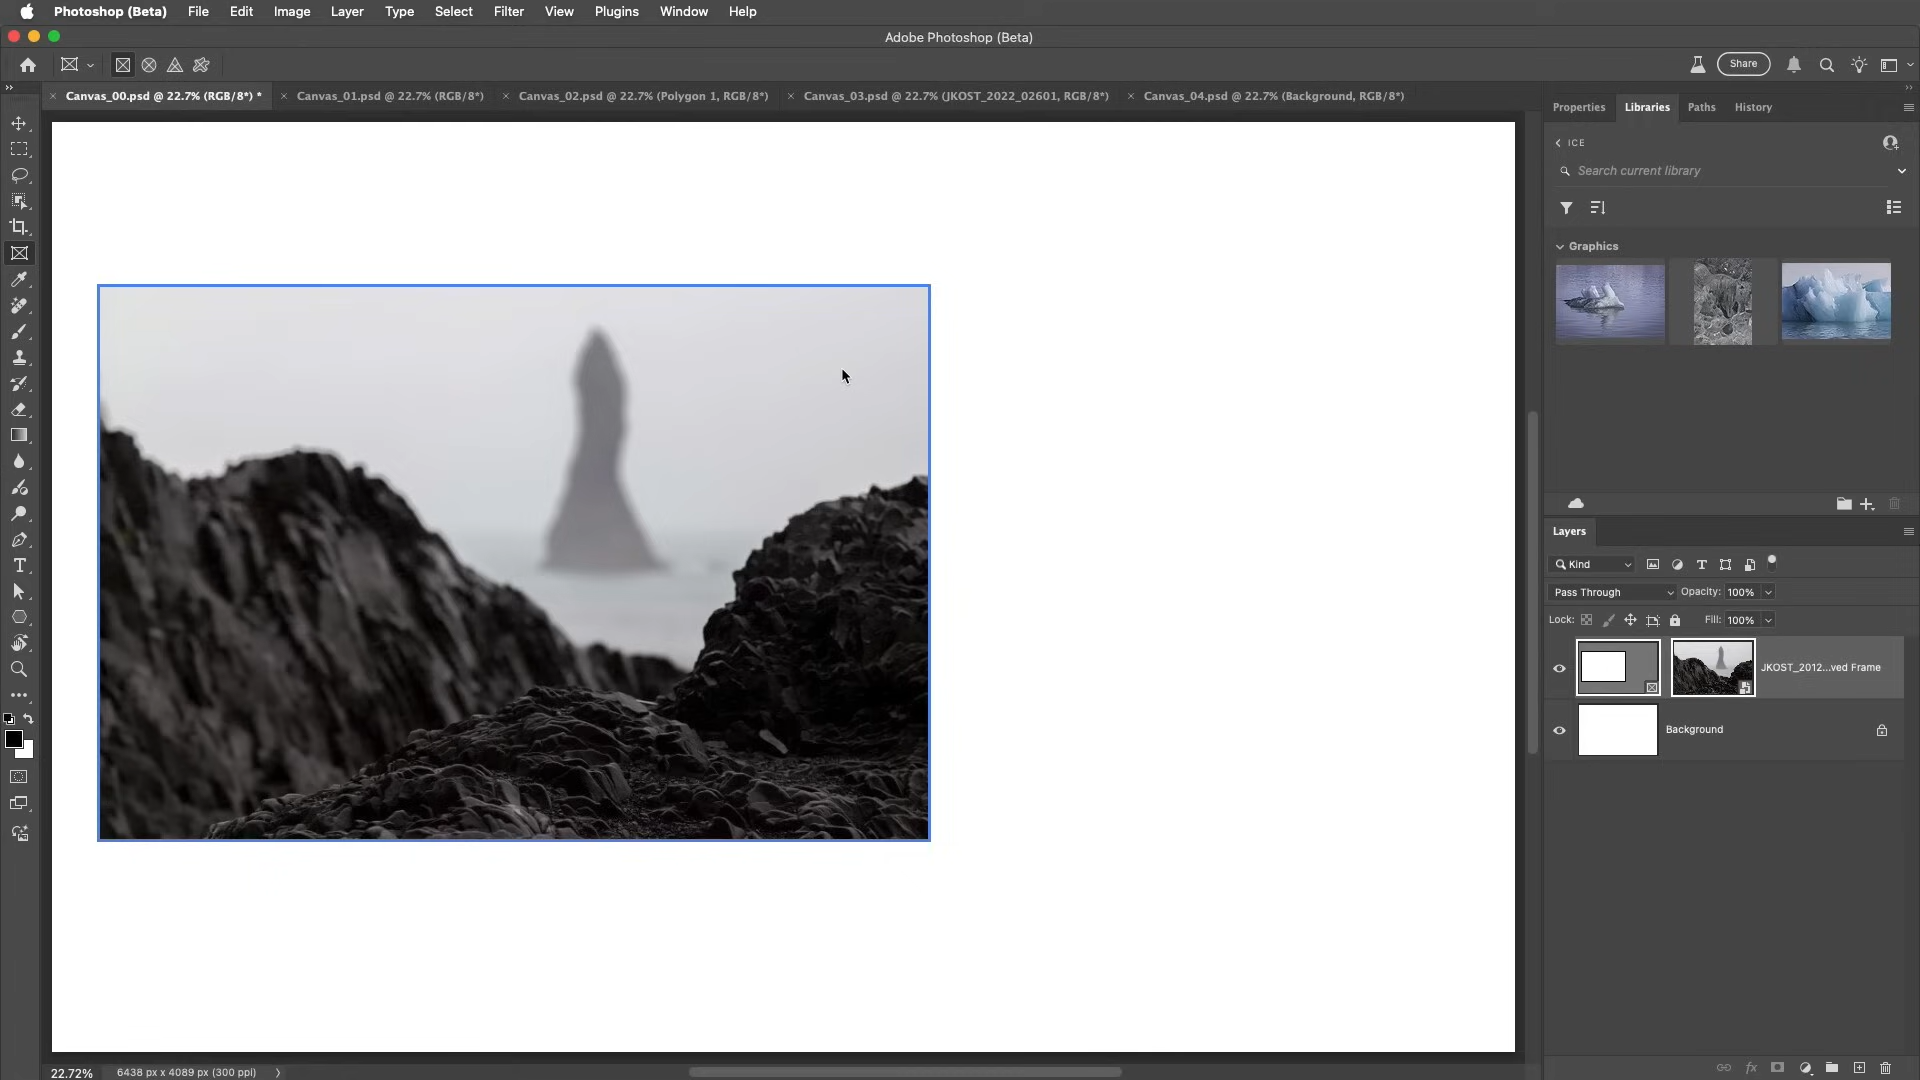 Photoshop (Beta) File Edit Image Layer Type Select Filter View Plugins Window Help
Adobe Photoshop (Beta)
Share
Canvas_00.psd @ 22.7% (RGB/8*) * Canvas_01.psd @ 22.7% (RGB/8*) Canvas_02.psd @ 22.7% (Polygon 1, RGB/8*) Canvas_03.psd @ 22.7% (JKOST_2022_02601, RGB/8*) Canvas_04.psd @ 22.7% (Background, RGB/8*)
Properties Libraries Paths History
ICE
Search current library
Graphics
Layers
Kind
Pass Through Opacity: 100%
Lock: Fill: 100%
JKOST_2012...ved Frame
Background
22.72% 6438 px x 4089 px (300 ppi)